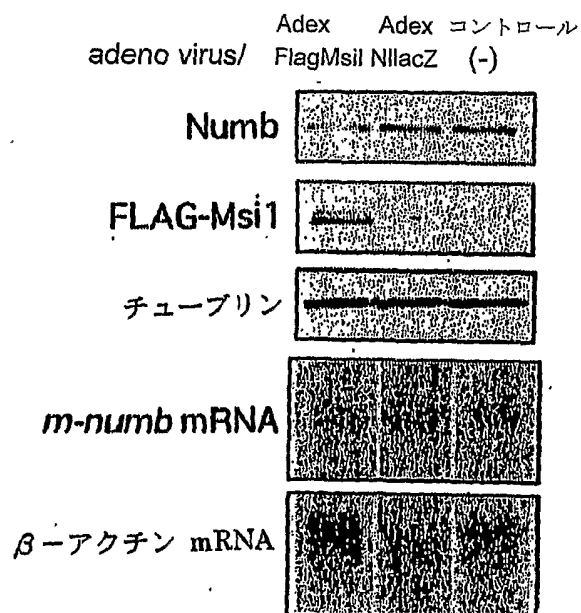 Adex Adex コントロール
adeno virus/ FlagMsiI NllacZ (-)
Numb
FLAG-Msi1
チューブリン
m-numb mRNA
β-アクチン mRNA